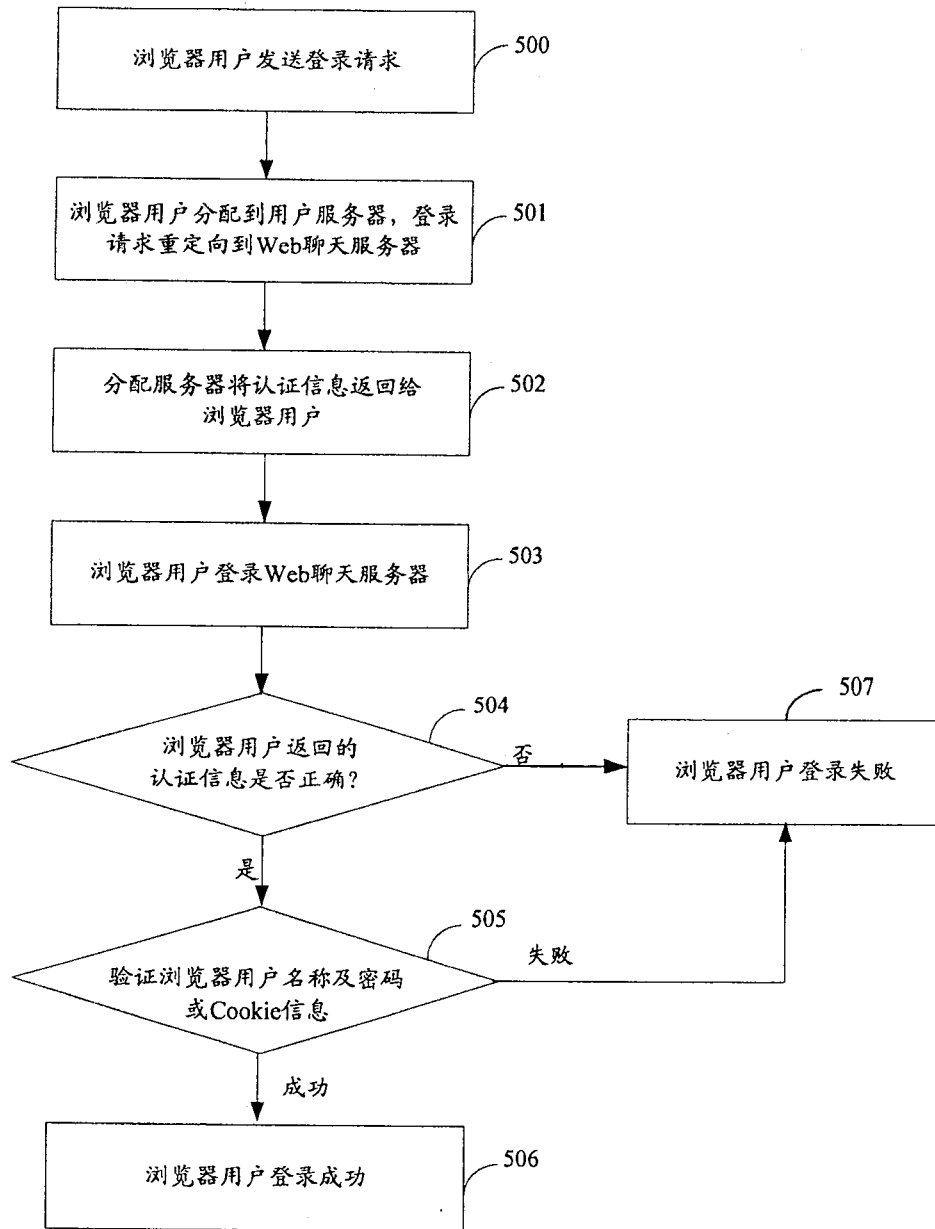 浏览器用户发送登录请求
500
浏览器用户分配到用户服务器，登录
请求重定向到Web聊天服务器
501
分配服务器将认证信息返回给
浏览器用户
502
浏览器用户登录Web聊天服务器
503
浏览器用户返回的
认证信息是否正确？
504
否
507
浏览器用户登录失败
是
505
验证浏览器用户名称及密码
或Cookie信息
失败
成功
浏览器用户登录成功
506